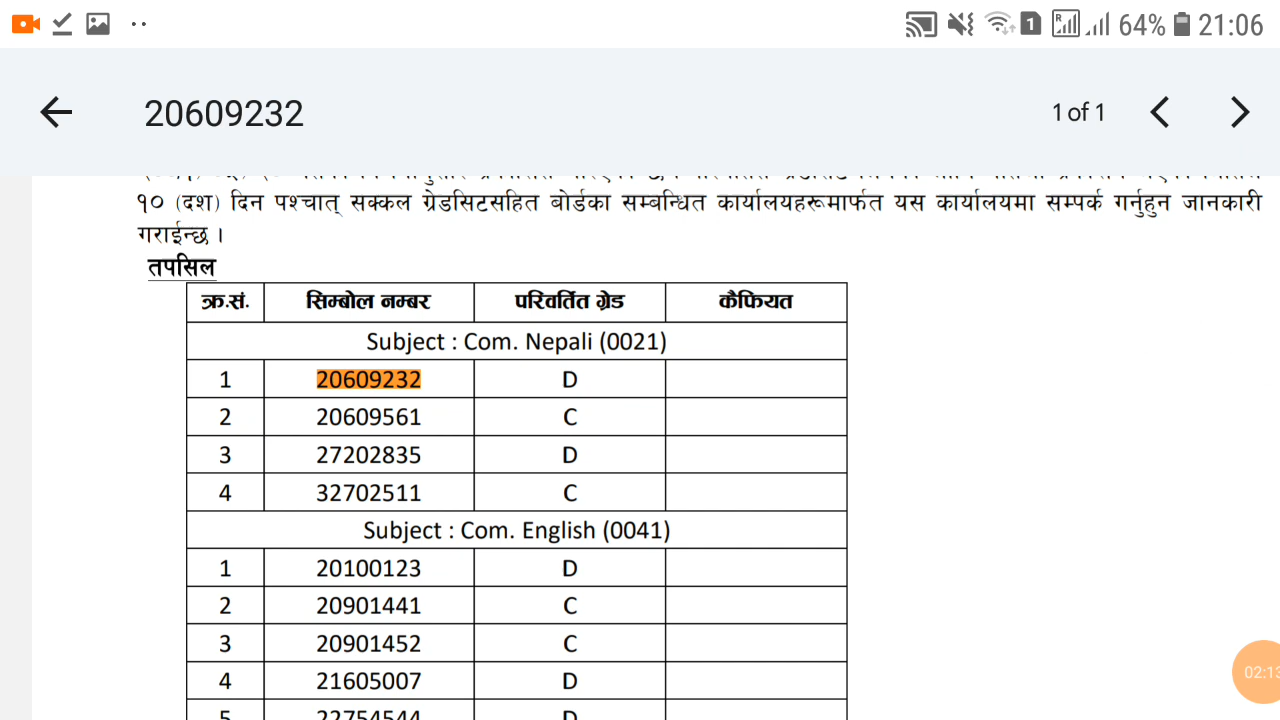 64% 21:06
20609232 1 of 1
१० (दश) दिन पश्चात् सक्कल ग्रेडसिटसहित बोर्डका सम्बन्धित कार्यालयहरूमार्फत यस कार्यालयमा सम्पर्क गर्नुहुन जानकारी
गराईन्छ ।
तपसिल
क्र.सं. सिम्बोल नम्बर परिवर्तित ग्रेड कैफियत
Subject : Com. Nepali (0021)
1 20609232 D
2 20609561 C
3 27202835 D
4 32702511 C
Subject : Com. English (0041)
1 20100123 D
2 20901441 C
3 20901452 C
4 21605007 D
5 22754544 D
02:13